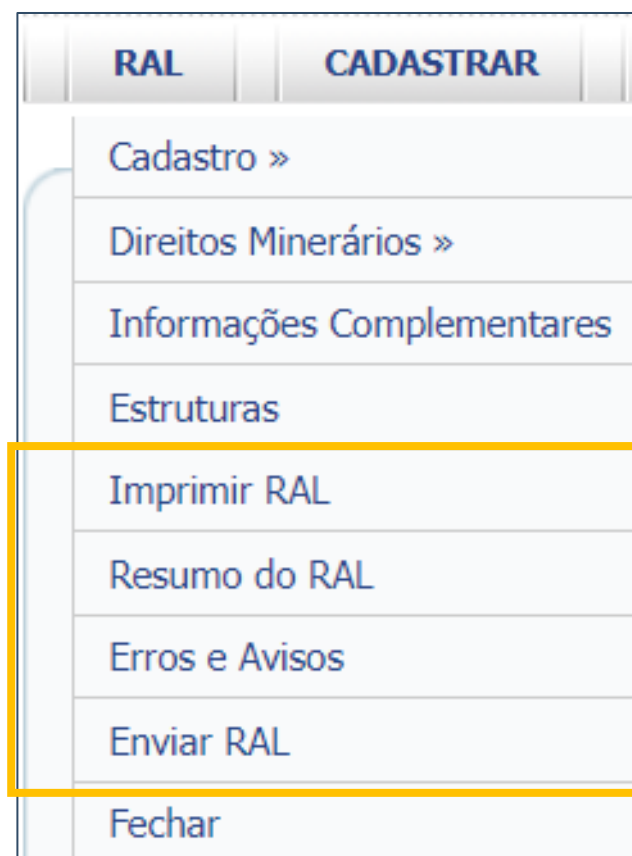 RAL CADASTRAR
Cadastro »
Direitos Minerários »
Informações Complementares
Estruturas
Imprimir RAL
Resumo do RAL
Erros e Avisos
Enviar RAL
Fechar